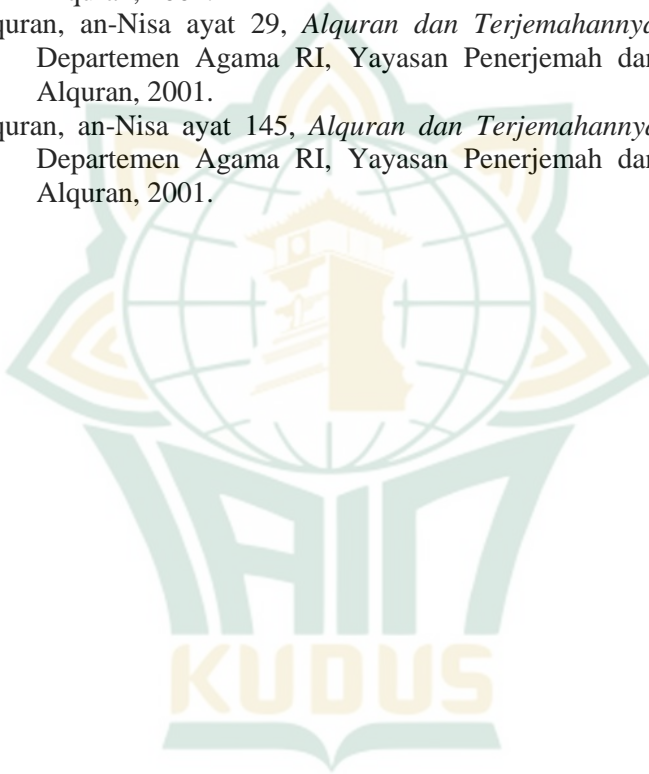 quran, an-Nisa ayat 29, Alquran dan Terjemahannya
Departemen Agama RI, Yayasan Penerjemah dan
Alquran, 2001.
quran, an-Nisa ayat 145, Alquran dan Terjemahannya
Departemen Agama RI, Yayasan Penerjemah dan
Alquran, 2001.
IAIN
KUDUS